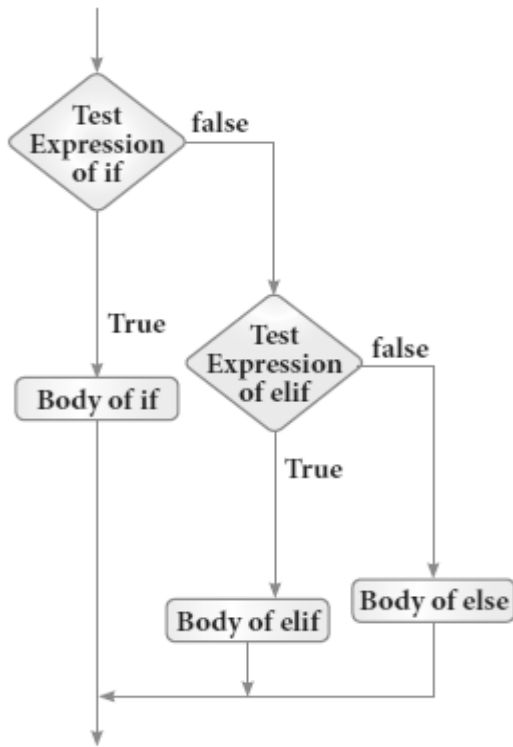 Test
Expression
of if
false
True
Body of if
Test
Expression
of elif
false
True
Body of elif
Body of else